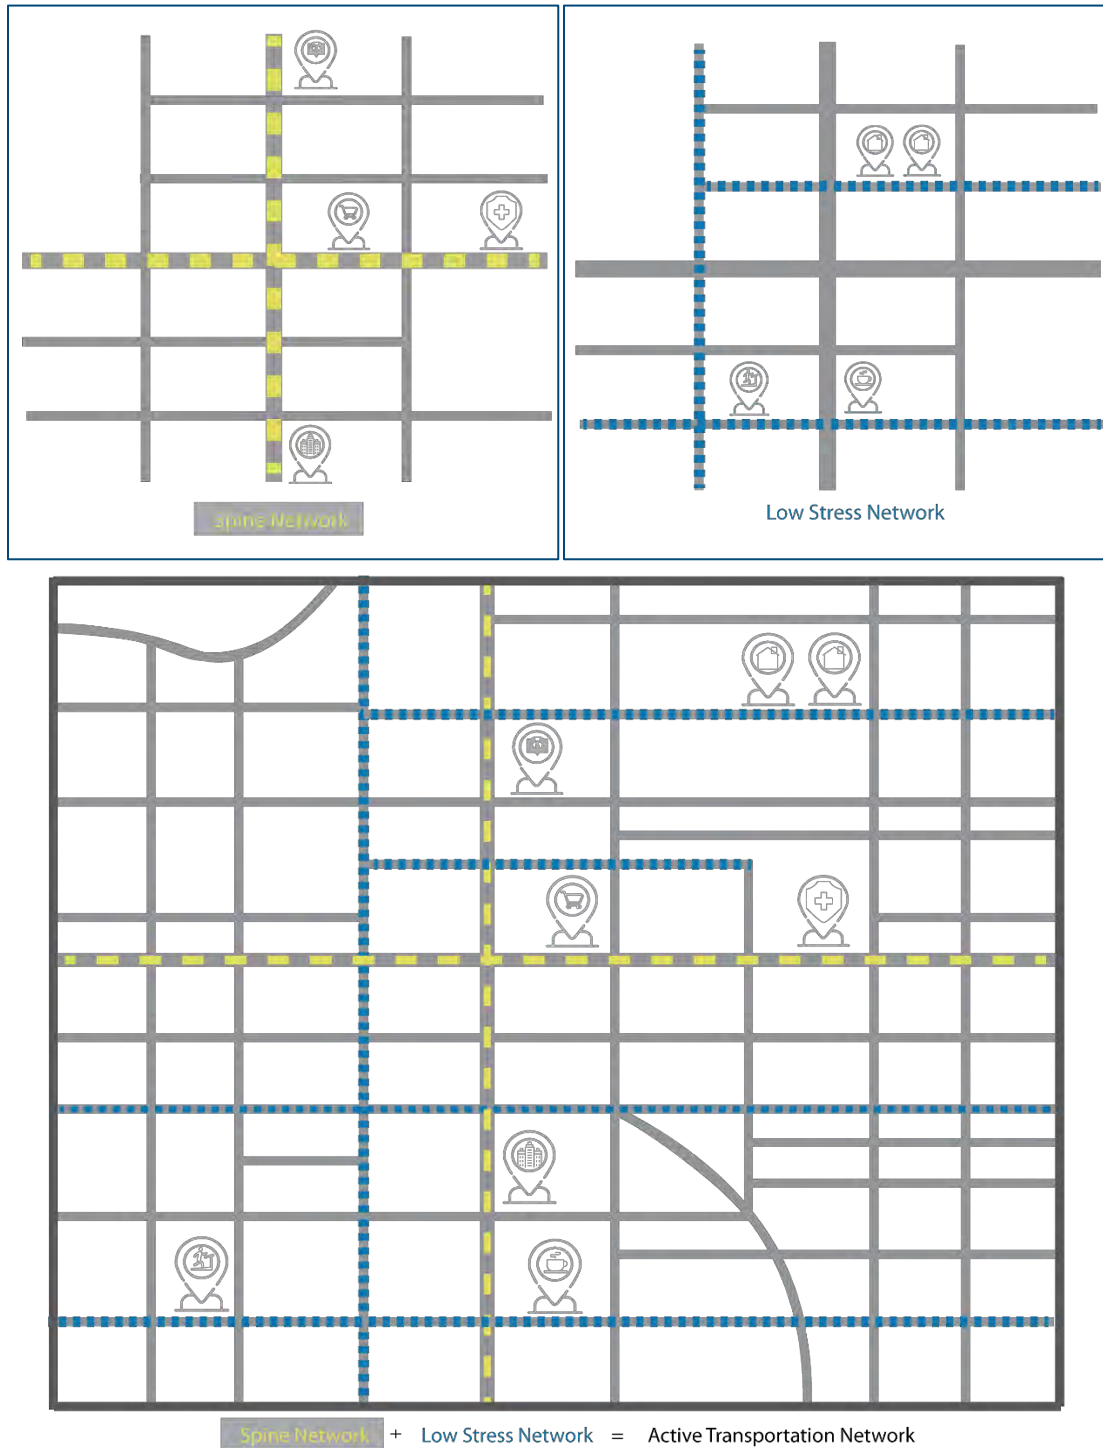 Spine Network
Low Stress Network
Spine Network + Low Stress Network = Active Transportation Network